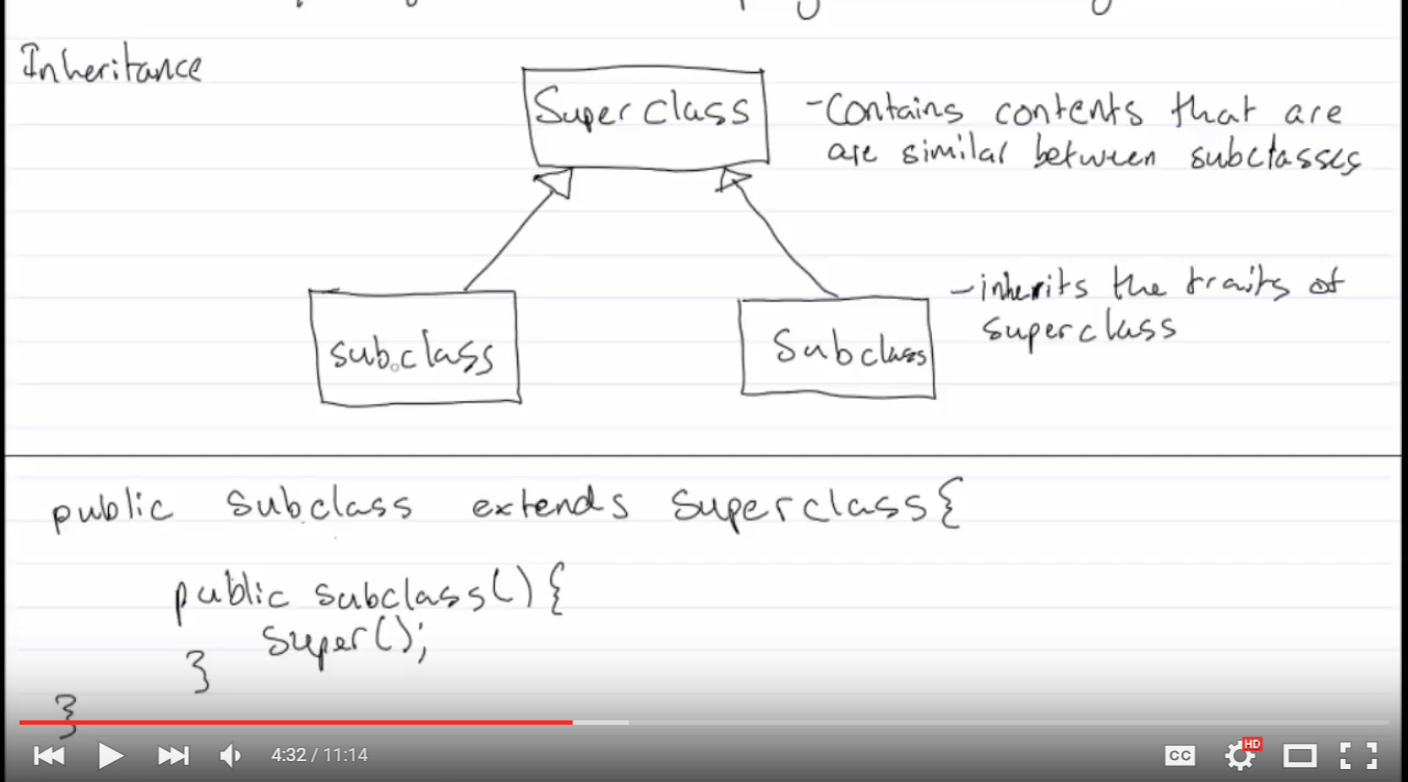 Inheritance
Superclass
-Contains contents that are
are similar between subclasses
subclass
Subclass
-inherits the traits of
superclass
public Subclass extends Superclass{
public subclass(){
super();
}
}
4:32 / 11:14
CC
HD